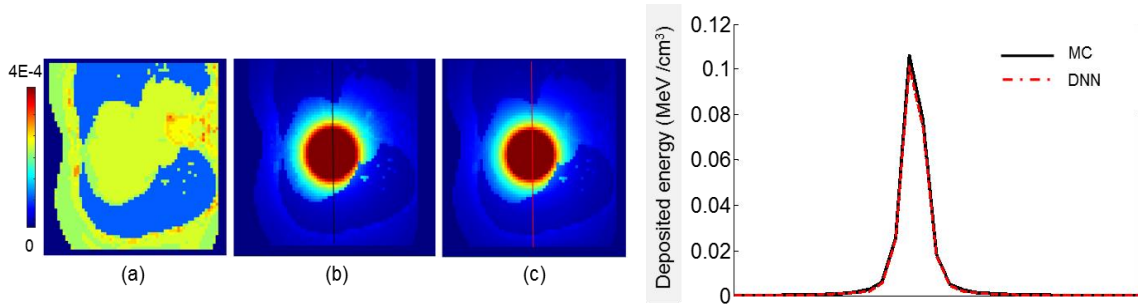 4E-4
0
(a)
(b)
(c)
Deposited energy (MeV /cm³)
0.12
0.1
0.08
0.06
0.04
0.02
0
MC
DNN